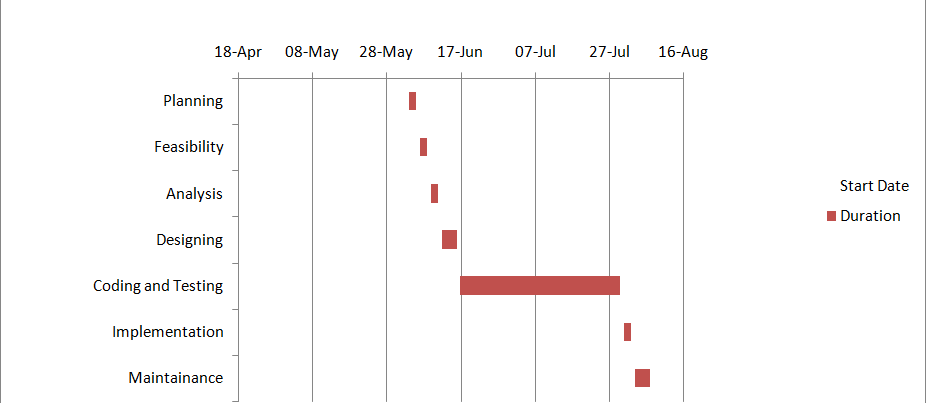 18-Apr 08-May 28-May 17-Jun 07-Jul 27-Jul 16-Aug
Planning
Feasibility
Analysis
Designing
Coding and Testing
Implementation
Maintainance
Start Date
Duration